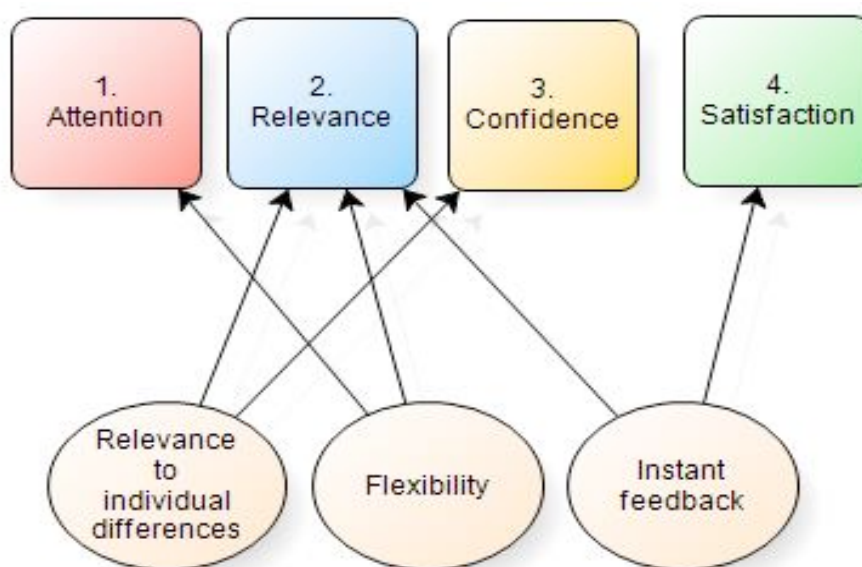 1.
Attention
2.
Relevance
3.
Confidence
4.
Satisfaction
Relevance
to
individual
differences
Flexibility
Instant
feedback